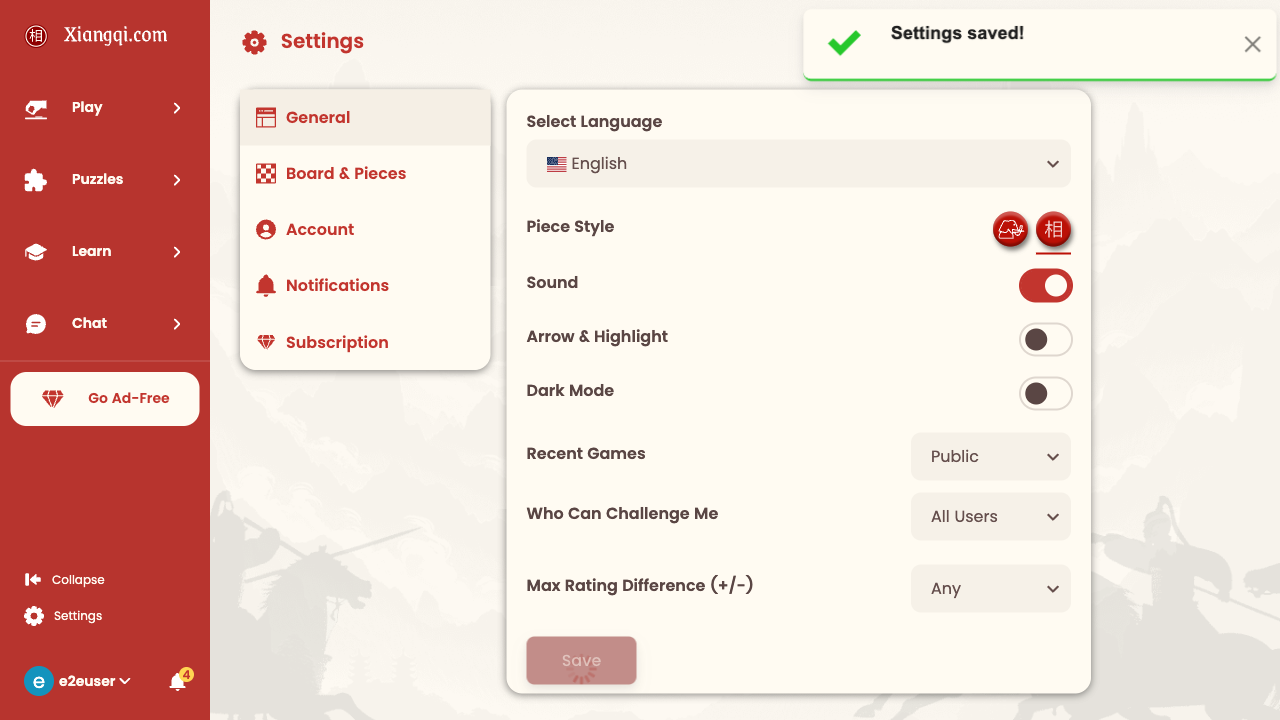 相 Xiangqi.com
Play
Puzzles
Learn
Chat
Go Ad-Free
Collapse
Settings
e e2euser
4
Settings
Settings saved!
General
Board & Pieces
Account
Notifications
Subscription
Select Language
English
Piece Style
相
Sound
Arrow & Highlight
Dark Mode
Recent Games
Public
Who Can Challenge Me
All Users
Max Rating Difference (+/-)
Any
Save